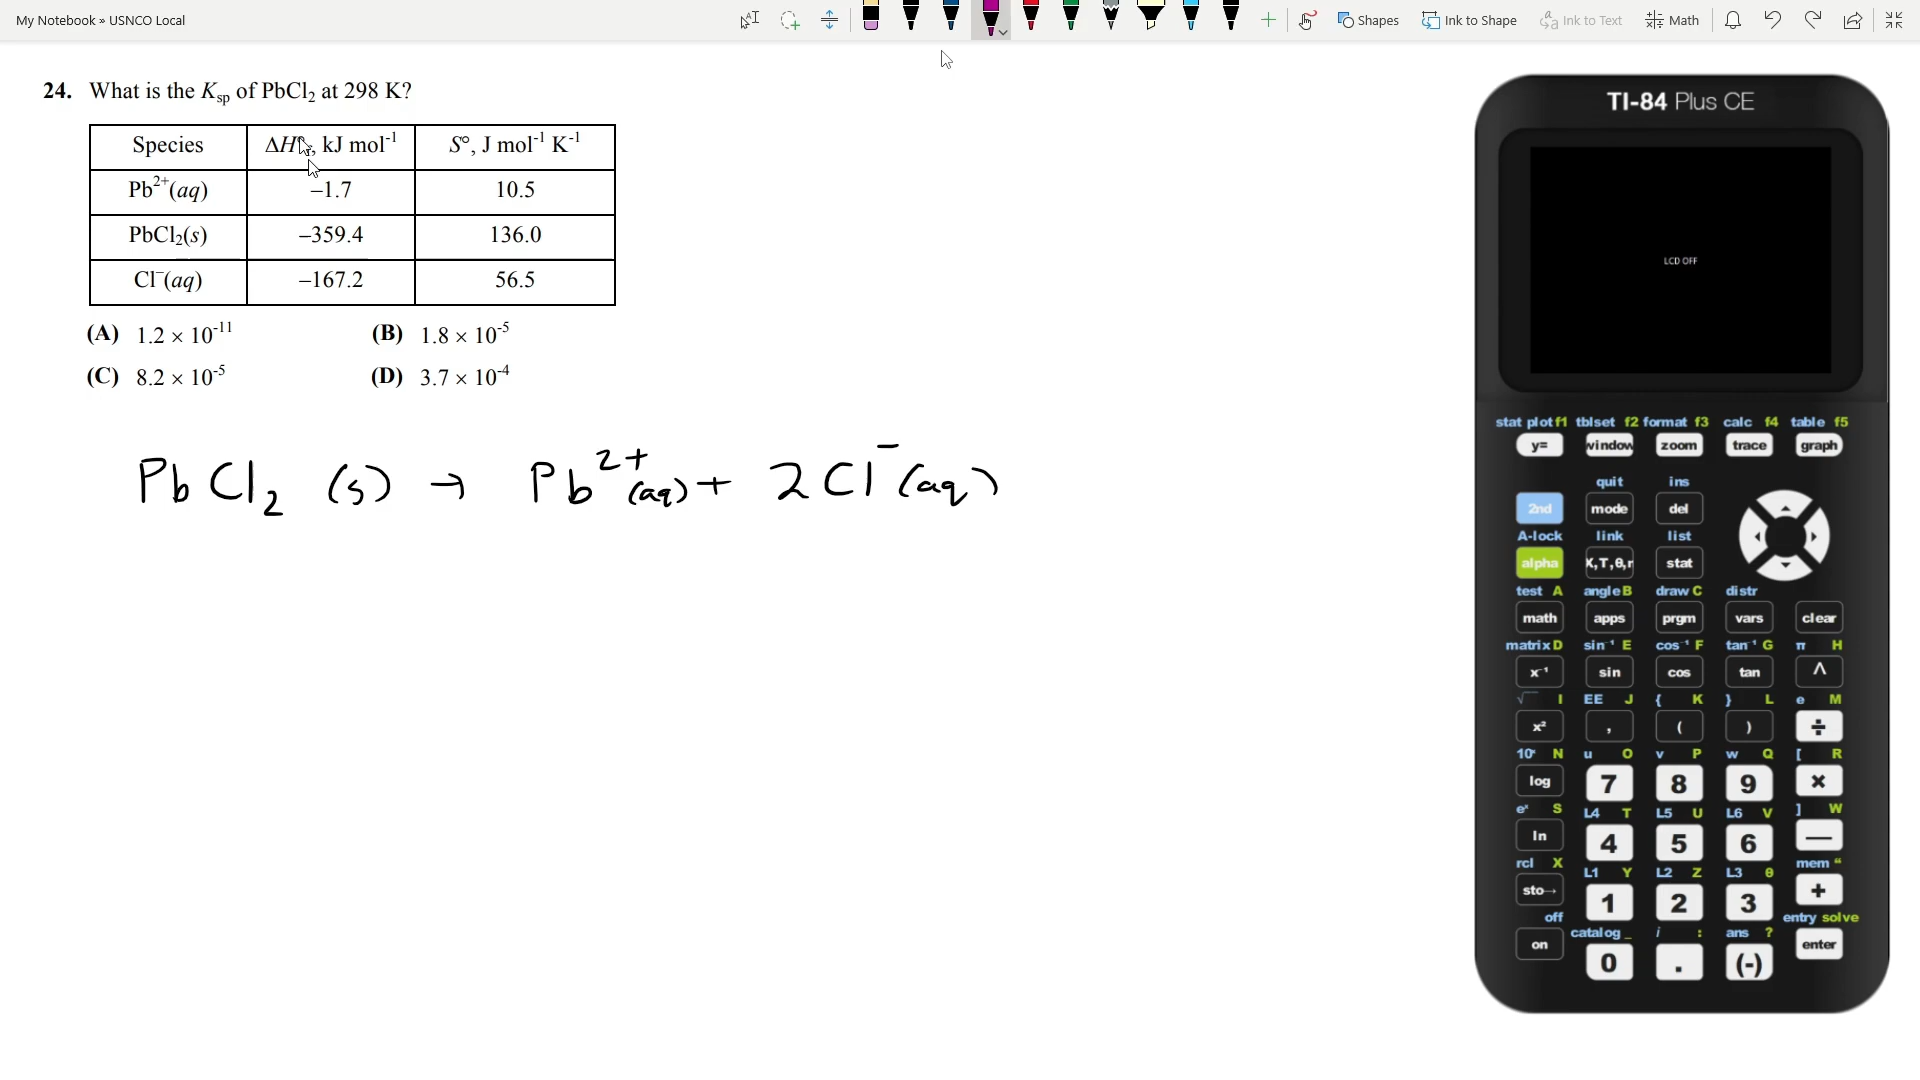 My Notebook » USNCO Local
Shapes Ink to Shape Ink to Text Math
24. What is the Ksp of PbCl₂ at 298 K?
Species ΔH°f, kJ mol⁻¹ S°, J mol⁻¹ K⁻¹
Pb²⁺(aq) –1.7 10.5
PbCl₂(s) –359.4 136.0
Cl⁻(aq) –167.2 56.5
(A) 1.2 × 10⁻¹¹ (B) 1.8 × 10⁻⁵
(C) 8.2 × 10⁻⁵ (D) 3.7 × 10⁻⁴
PbCl₂ (s) → Pb²⁺(aq) + 2Cl⁻(aq)
TI-84 Plus CE
LCD OFF
stat plot f1 tblset f2 format f3 calc f4 table f5
y= window zoom trace graph
quit ins
2nd mode del
A-lock link list
alpha X,T,θ,n stat
test A angle B draw C distr
math apps prgm vars clear
matrix D sin⁻¹ E cos⁻¹ F tan⁻¹ G π H
x⁻¹ sin cos tan ^
√ I EE J { K } L e M
x² , ( ) ÷
10ˣ N u O v P w Q [ R
log 7 8 9 ×
eˣ S L4 T L5 U L6 V ] W
ln 4 5 6 —
rcl X L1 Y L2 Z L3 θ mem "
sto→ 1 2 3 +
off catalog _ i : ans ? entry solve
on 0 . (-) enter